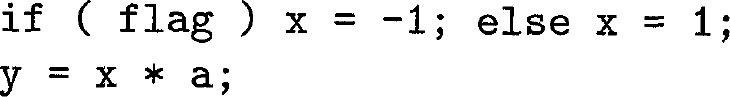 if ( flag ) x = -1; else x = 1;
y = x * a;